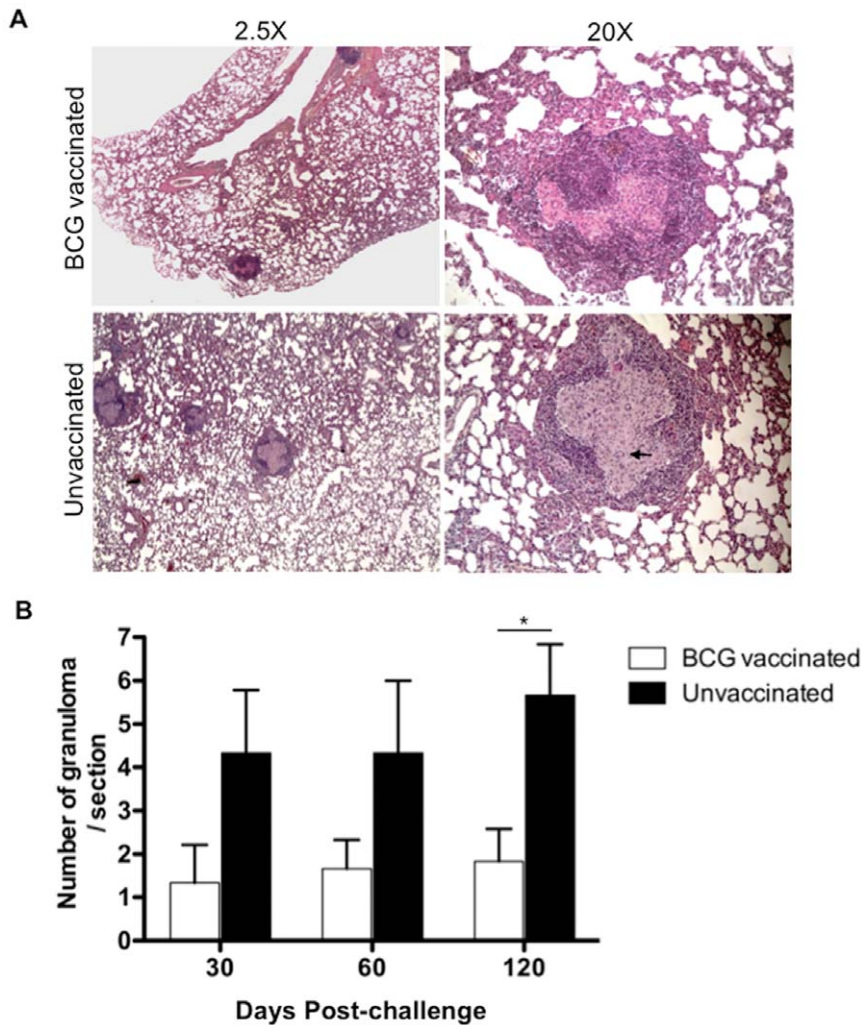 A
2.5X 20X
BCG vaccinated
Unvaccinated
B
*
7
6
5
4
3
2
1
0
Number of granuloma
/ section
30 60 120
Days Post-challenge
BCG vaccinated
Unvaccinated